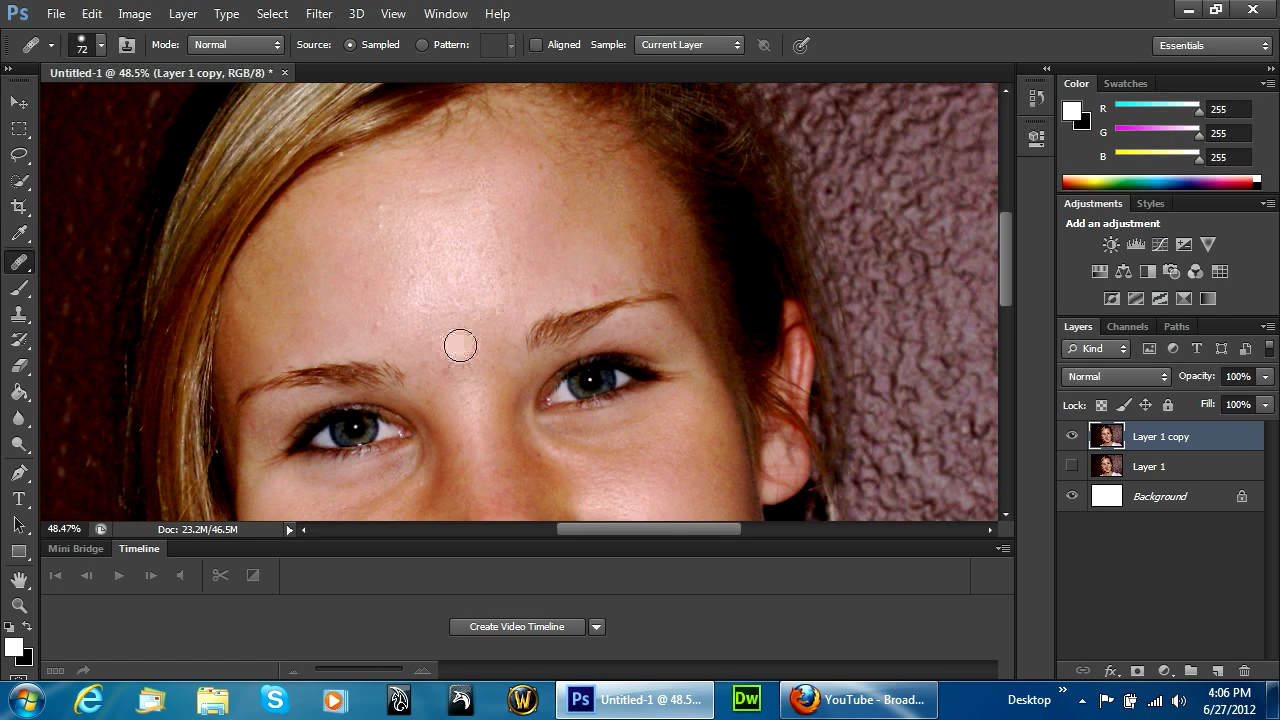 Ps File Edit Image Layer Type Select Filter 3D View Window Help
72 Mode: Normal Source: Sampled Pattern: Aligned Sample: Current Layer Essentials
Untitled-1 @ 48.5% (Layer 1 copy, RGB/8) *
Color Swatches
R 255
G 255
B 255
Adjustments Styles
Add an adjustment
Layers Channels Paths
Kind
Normal Opacity: 100%
Lock: Fill: 100%
Layer 1 copy
Layer 1
Background
48.47% Doc: 23.2M/46.5M
Mini Bridge Timeline
Create Video Timeline
Ps Untitled-1 @ 48.5%... Dw YouTube - Broad... Desktop 4:06 PM
6/27/2012